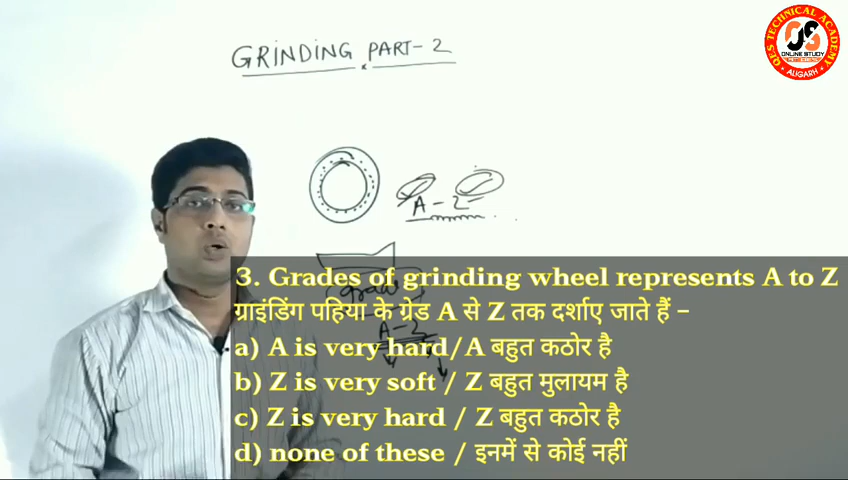 GRINDING PART-2
QFS TECHNICAL ACADEMY
ONLINE STUDY
ALIGARH
A - Z
3. Grades of grinding wheel represents A to Z
ग्राइंडिंग पहिया के ग्रेड A से Z तक दर्शाए जाते हैं –
A - Z
a) A is very hard/A बहुत कठोर है
b) Z is very soft / Z बहुत मुलायम है
c) Z is very hard / Z बहुत कठोर है
d) none of these / इनमें से कोई नहीं